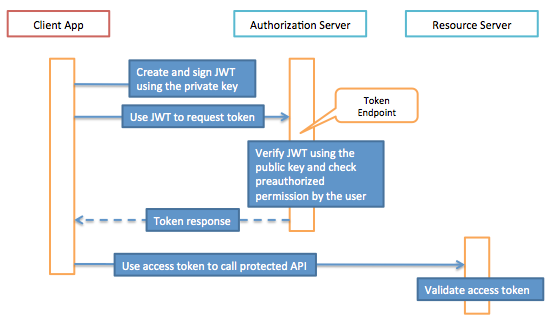 Client App
Authorization Server
Resource Server
Create and sign JWT
using the private key
Use JWT to request token
Token
Endpoint
Verify JWT using the
public key and check
preauthorized
permission by the user
Token response
Use access token to call protected API
Validate access token